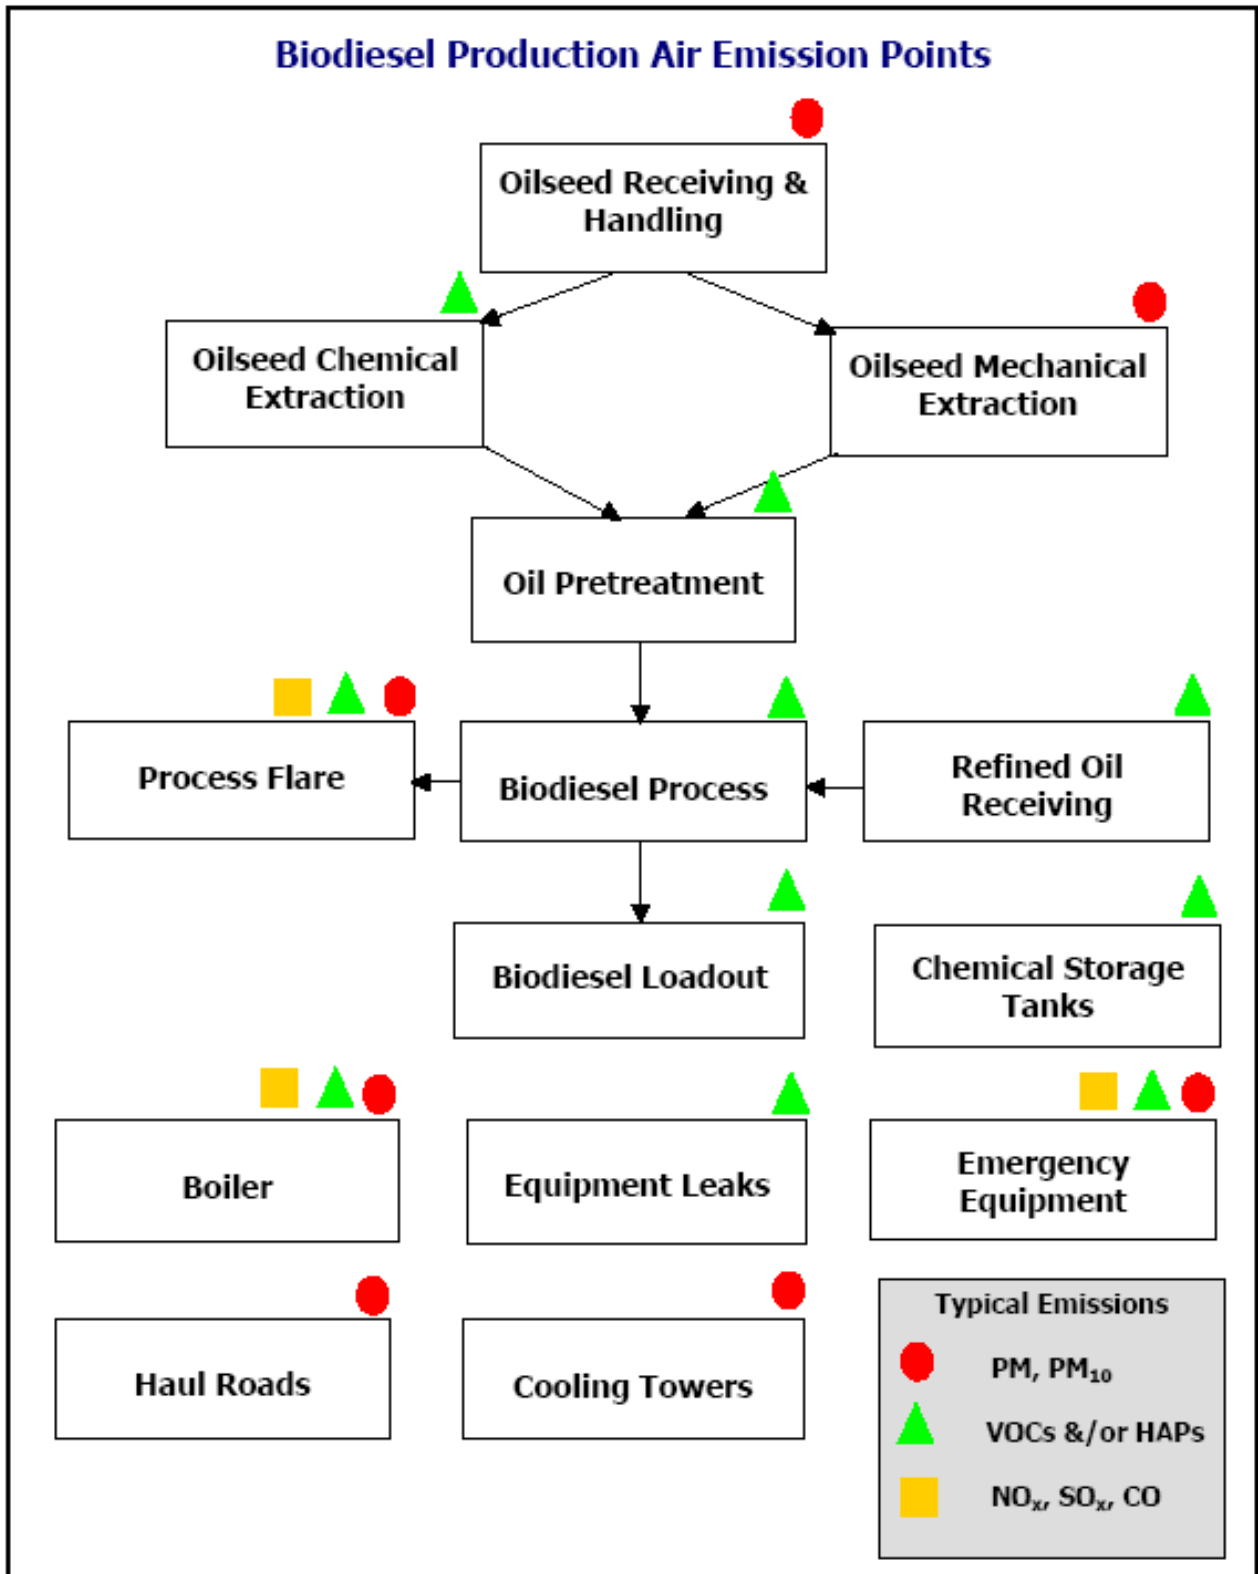 Biodiesel Production Air Emission Points
Oilseed Receiving &
Handling
Oilseed Chemical
Extraction
Oilseed Mechanical
Extraction
Oil Pretreatment
Process Flare
Biodiesel Process
Refined Oil
Receiving
Biodiesel Loadout
Chemical Storage
Tanks
Boiler
Equipment Leaks
Emergency
Equipment
Haul Roads
Cooling Towers
Typical Emissions
PM, PM₁₀
VOCs &/or HAPs
NOₓ, SOₓ, CO